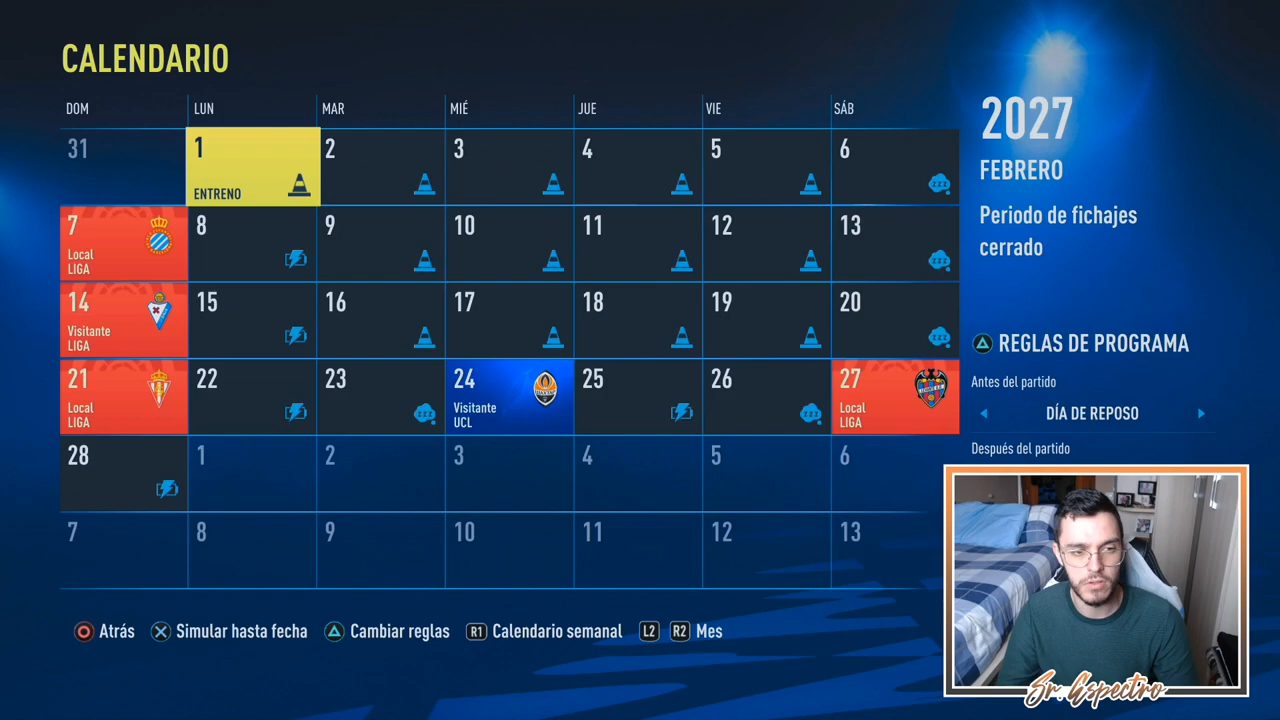 CALENDARIO
DOM LUN MAR MIÉ JUE VIE SÁB
31 1 2 3 4 5 6
ENTRENO
7 8 9 10 11 12 13
Local
LIGA
14 15 16 17 18 19 20
Visitante
LIGA
21 22 23 24 25 26 27
Local Visitante Local
LIGA UCL LIGA
28 1 2 3 4 5 6
7 8 9 10 11 12 13
2027
FEBRERO
Periodo de fichajes
cerrado
REGLAS DE PROGRAMA
Antes del partido
DÍA DE REPOSO
Después del partido
Atrás Simular hasta fecha Cambiar reglas R1 Calendario semanal L2 R2 Mes
Sr. Espectro